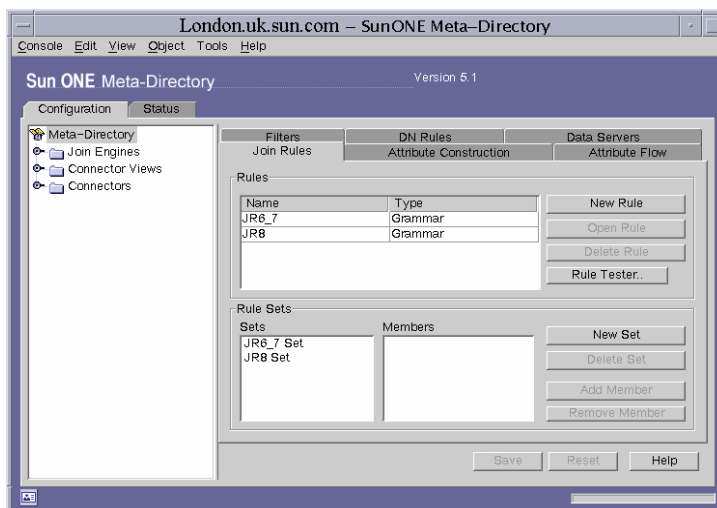 London.uk.sun.com – SunONE Meta–Directory
Console Edit View Object Tools Help
Sun ONE Meta-Directory Version 5.1
Configuration Status
Meta–Directory
Join Engines
Connector Views
Connectors
Filters DN Rules Data Servers
Join Rules Attribute Construction Attribute Flow
Rules
Name Type
JR6_7 Grammar
JR8 Grammar
New Rule
Open Rule
Delete Rule
Rule Tester..
Rule Sets
Sets Members
JR6_7 Set
JR8 Set
New Set
Delete Set
Add Member
Remove Member
Save Reset Help